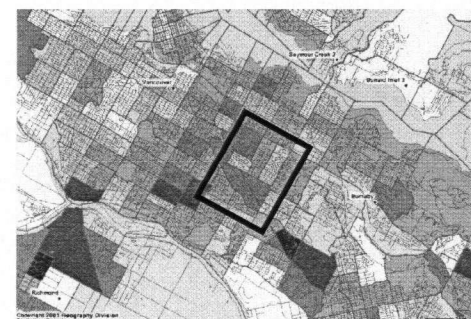 Seymour Creek 2
Burrard Inlet 3
Vancouver
Burnaby
Richmond
Copyright 2001 Geography Division